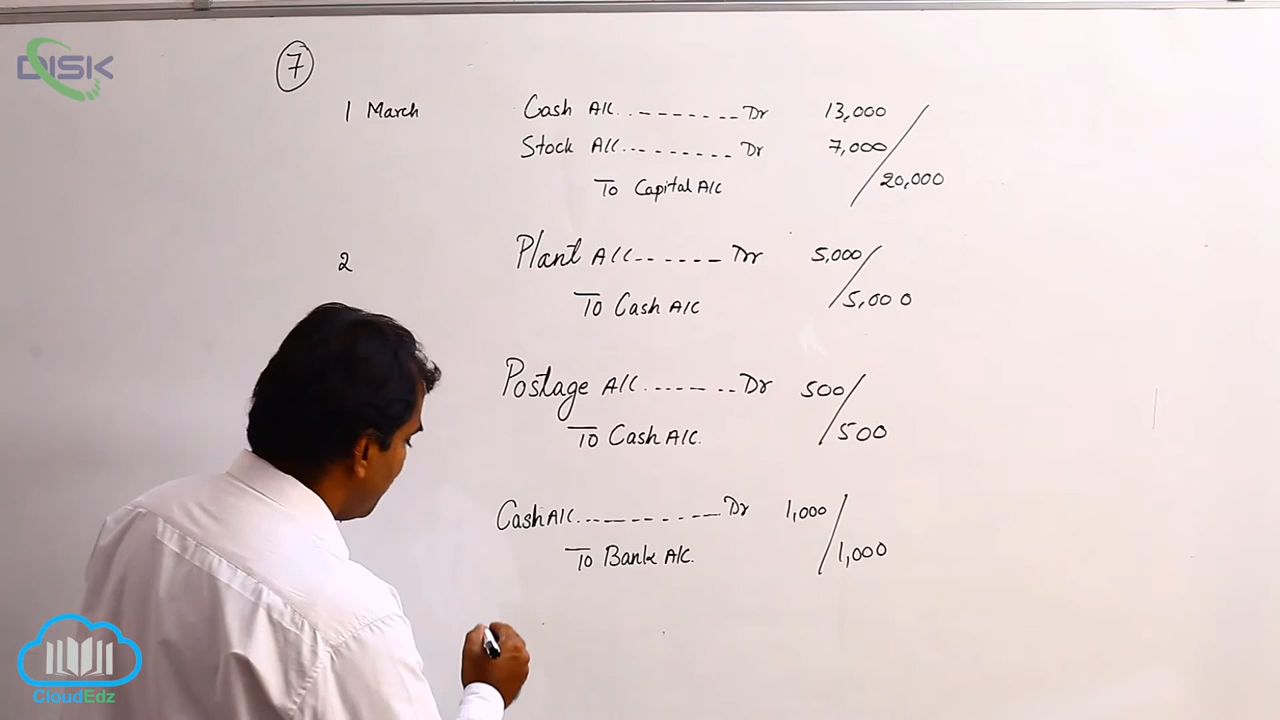 DISK
7
1 March Cash A/C. . - - - - - - - - Dr 13,000
Stock A/C. . - - - - - - - - Dr 7,000
To Capital A/C 20,000
2 Plant A/C - - - - - - - Dr 5,000
To Cash A/C 5,000
Postage A/C. - - - - - - - Dr 500
To Cash A/C. 500
Cash A/C. . - - - - - - - - Dr 1,000
To Bank A/C. 1,000
CloudEdz